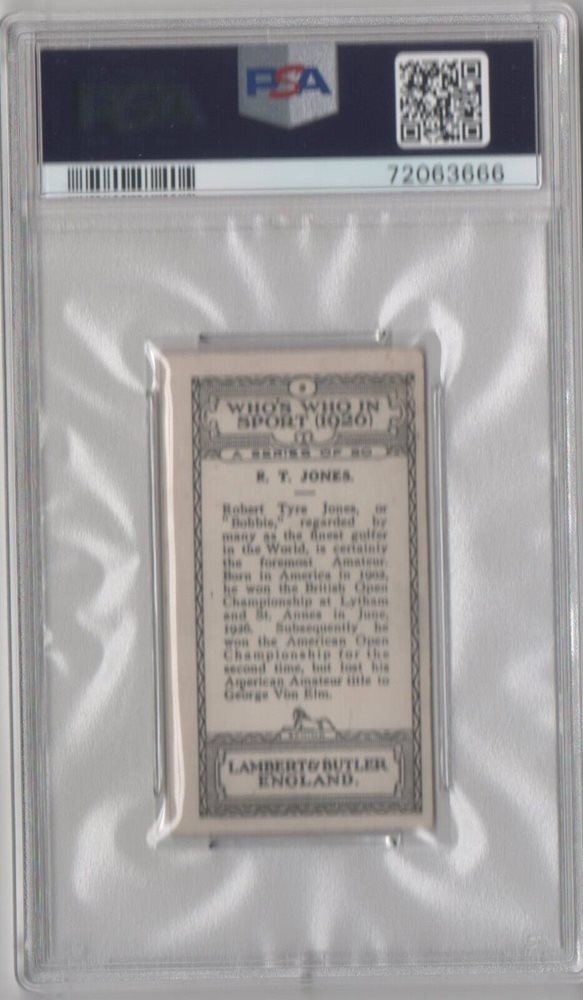 PSA
72063666
WHO'S WHO IN
SPORT (1926)
A SERIES OF 50
R. T. JONES.
Robert Tyre Jones, or
"Bobbie," regarded by
many as the finest golfer
in the World, is certainly
the foremost Amateur.
Born in America in 1902,
he won the British Open
Championship at Lytham
and St. Annes in June,
1926. Subsequently he
won the American Open
Championship for the
second time, but lost his
American Amateur title to
George Von Elm.
LAMBERT & BUTLER
ENGLAND.